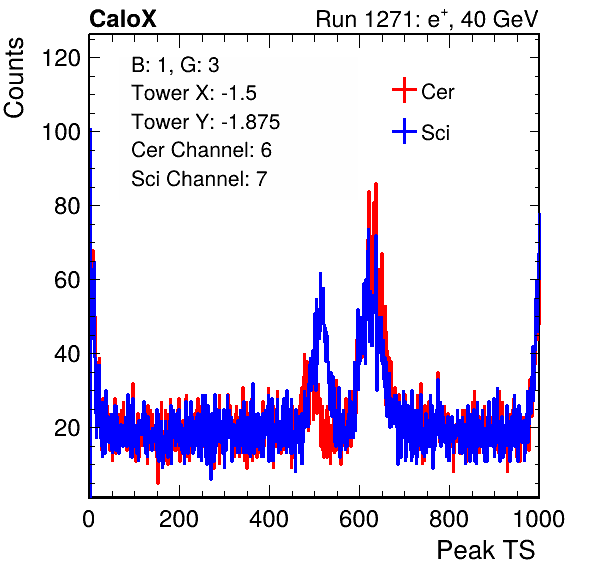 CaloX Run 1271: e⁺, 40 GeV
B: 1, G: 3
Tower X: -1.5
Tower Y: -1.875
Cer Channel: 6
Sci Channel: 7
Cer
Sci
Counts
120
100
80
60
40
20
0 200 400 600 800 1000
Peak TS